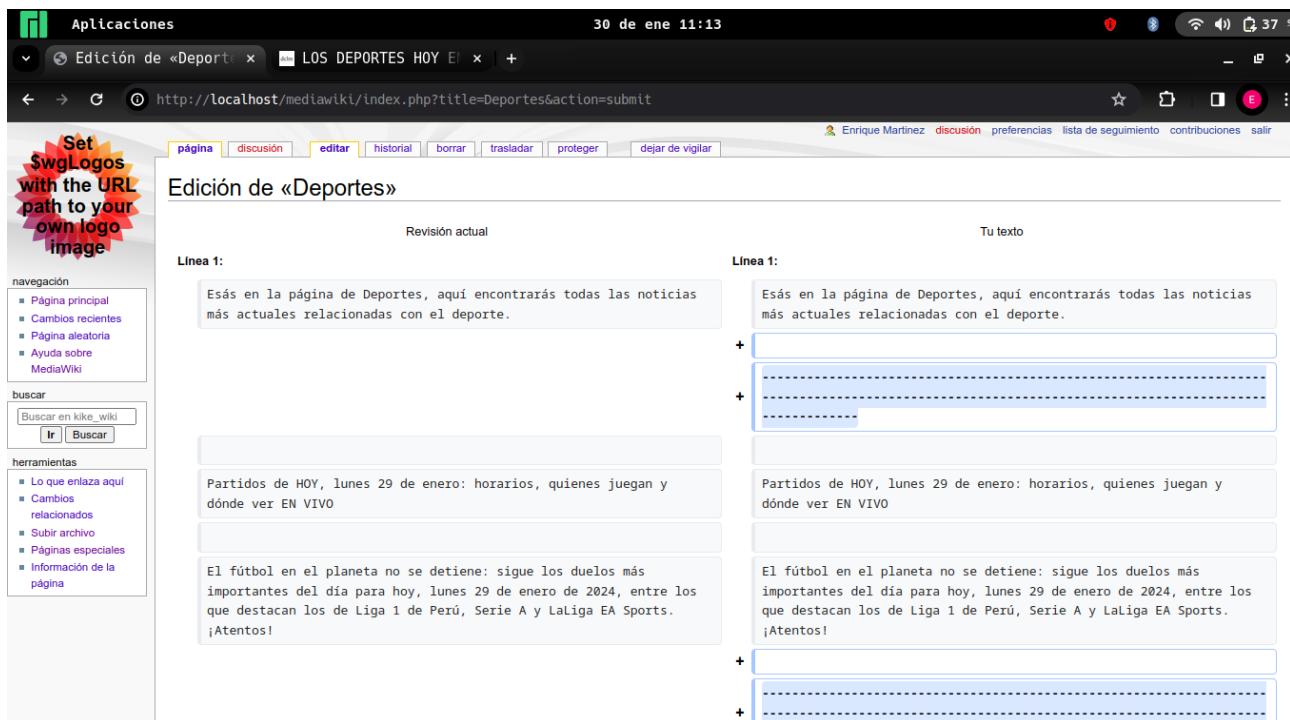 Aplicaciones
30 de ene 11:13
37
Edición de «Deporte
LOS DEPORTES HOY E
http://localhost/mediawiki/index.php?title=Deportes&action=submit
E
Enrique Martinez discusión preferencias lista de seguimiento contribuciones salir
Set
$wgLogos
with the URL
path to your
own logo
image
página discusión editar historial borrar trasladar proteger dejar de vigilar
Edición de «Deportes»
navegación
Página principal
Cambios recientes
Página aleatoria
Ayuda sobre
MediaWiki
buscar
Buscar en kike_wiki
Ir Buscar
herramientas
Lo que enlaza aquí
Cambios
relacionados
Subir archivo
Páginas especiales
Información de la
página
Revisión actual
Línea 1:
Esás en la página de Deportes, aquí encontrarás todas las noticias
más actuales relacionadas con el deporte.
Partidos de HOY, lunes 29 de enero: horarios, quienes juegan y
dónde ver EN VIVO
El fútbol en el planeta no se detiene: sigue los duelos más
importantes del día para hoy, lunes 29 de enero de 2024, entre los
que destacan los de Liga 1 de Perú, Serie A y LaLiga EA Sports.
¡Atentos!
Tu texto
Línea 1:
Esás en la página de Deportes, aquí encontrarás todas las noticias
más actuales relacionadas con el deporte.
+
+
--------------------------------------------------------------------
--------------------------------------------------------------------
-------------
Partidos de HOY, lunes 29 de enero: horarios, quienes juegan y
dónde ver EN VIVO
El fútbol en el planeta no se detiene: sigue los duelos más
importantes del día para hoy, lunes 29 de enero de 2024, entre los
que destacan los de Liga 1 de Perú, Serie A y LaLiga EA Sports.
¡Atentos!
+
+
--------------------------------------------------------------------
--------------------------------------------------------------------